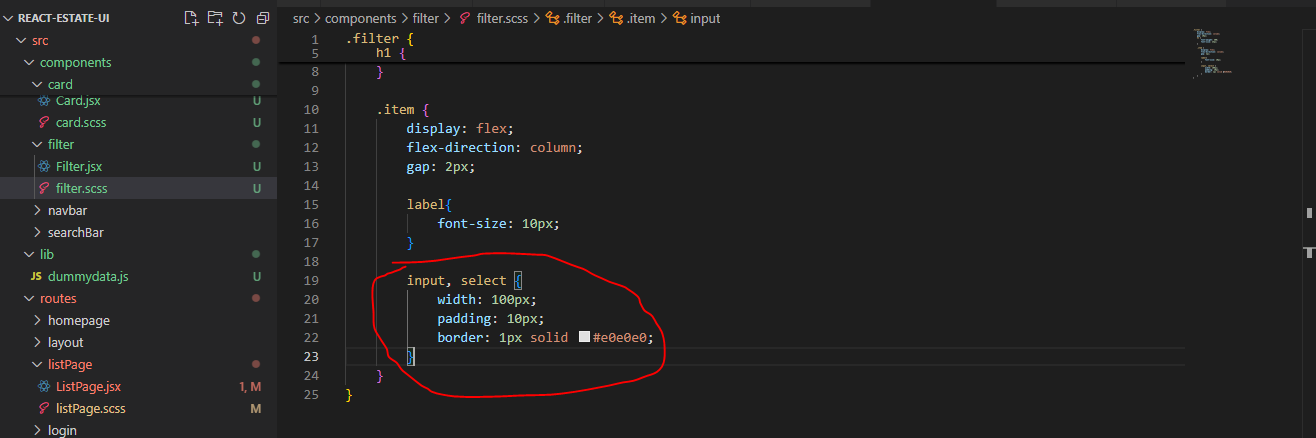 REACT-ESTATE-UI
src
components
card
Card.jsx U
card.scss U
filter
Filter.jsx U
filter.scss U
navbar
searchBar
lib
JS dummydata.js U
routes
homepage
layout
listPage
ListPage.jsx 1, M
listPage.scss M
login
src > components > filter > filter.scss > .filter > .item > input
1 .filter {
5 h1 {
8 }
9
10 .item {
11 display: flex;
12 flex-direction: column;
13 gap: 2px;
14
15 label{
16 font-size: 10px;
17 }
18
19 input, select {
20 width: 100px;
21 padding: 10px;
22 border: 1px solid #e0e0e0;
23 }
24 }
25 }